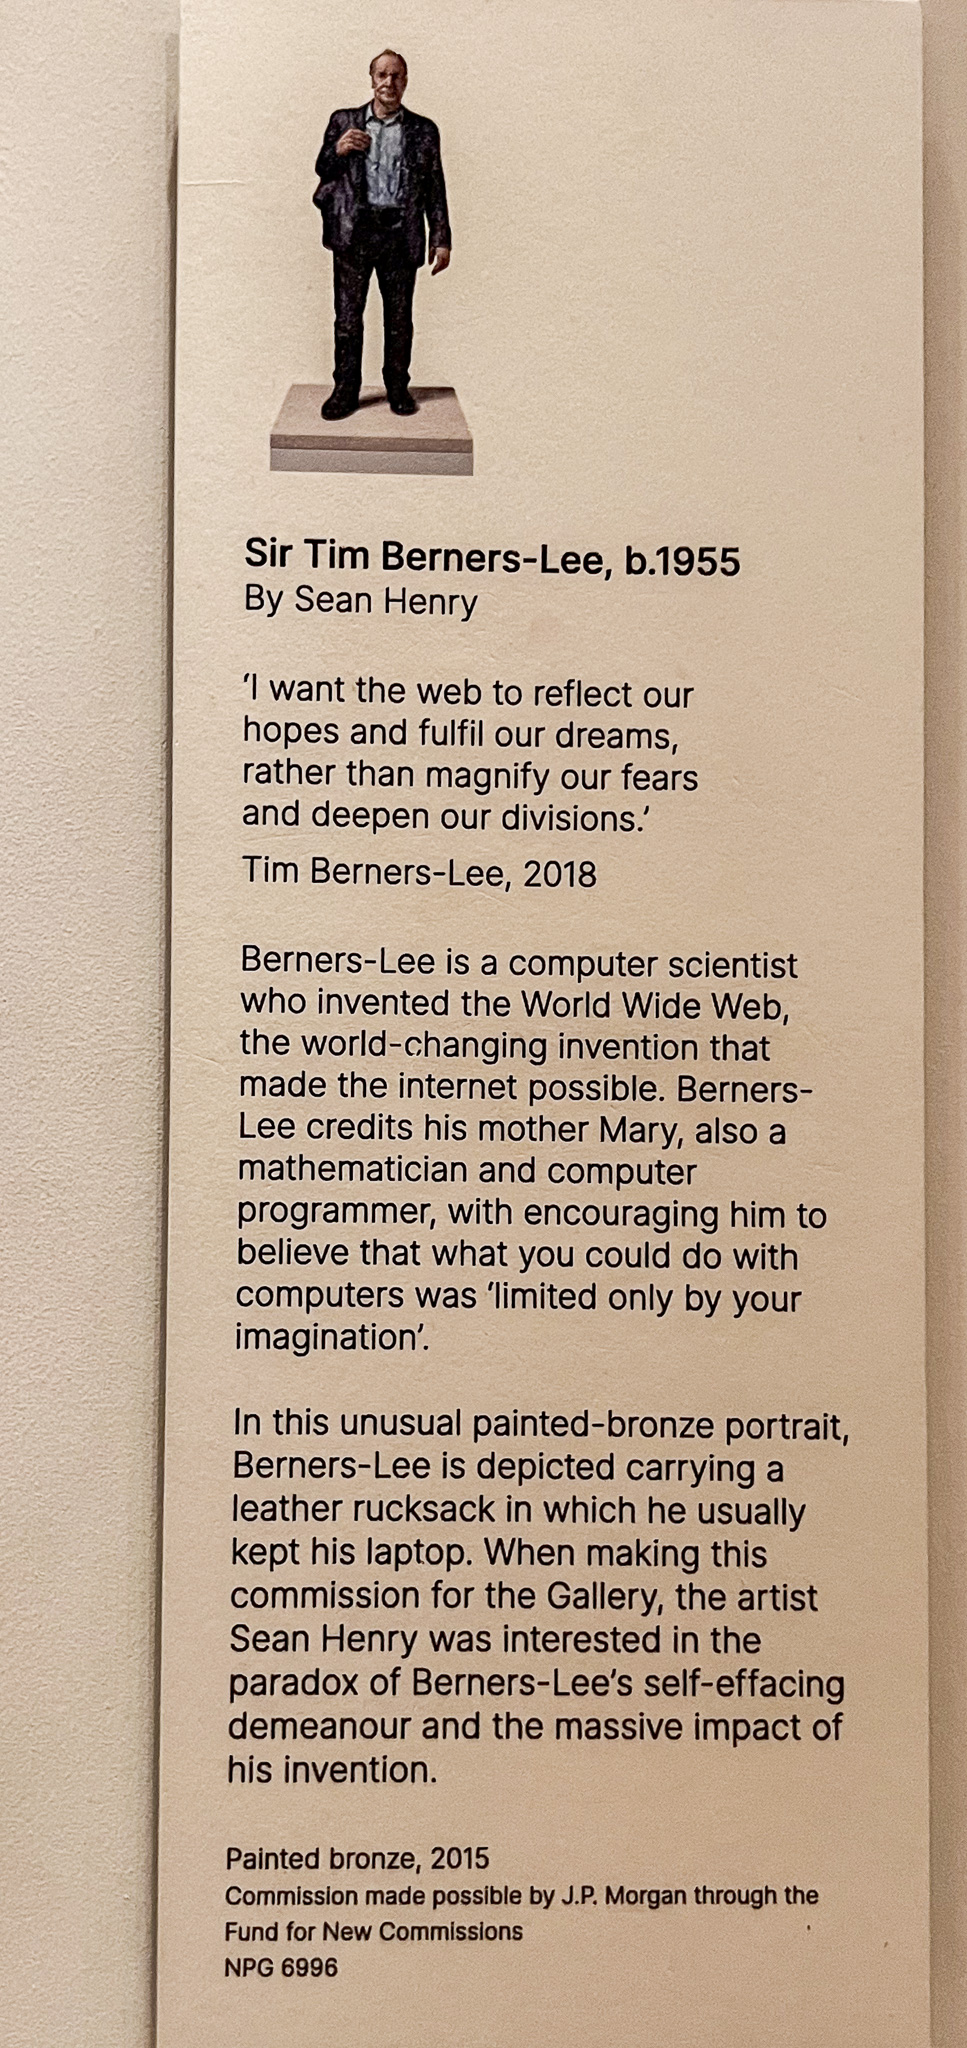 Sir Tim Berners-Lee, b.1955
By Sean Henry
‘I want the web to reflect our
hopes and fulfil our dreams,
rather than magnify our fears
and deepen our divisions.’
Tim Berners-Lee, 2018
Berners-Lee is a computer scientist
who invented the World Wide Web,
the world-changing invention that
made the internet possible. Berners-
Lee credits his mother Mary, also a
mathematician and computer
programmer, with encouraging him to
believe that what you could do with
computers was ‘limited only by your
imagination’.
In this unusual painted-bronze portrait,
Berners-Lee is depicted carrying a
leather rucksack in which he usually
kept his laptop. When making this
commission for the Gallery, the artist
Sean Henry was interested in the
paradox of Berners-Lee’s self-effacing
demeanour and the massive impact of
his invention.
Painted bronze, 2015
Commission made possible by J.P. Morgan through the
Fund for New Commissions
NPG 6996